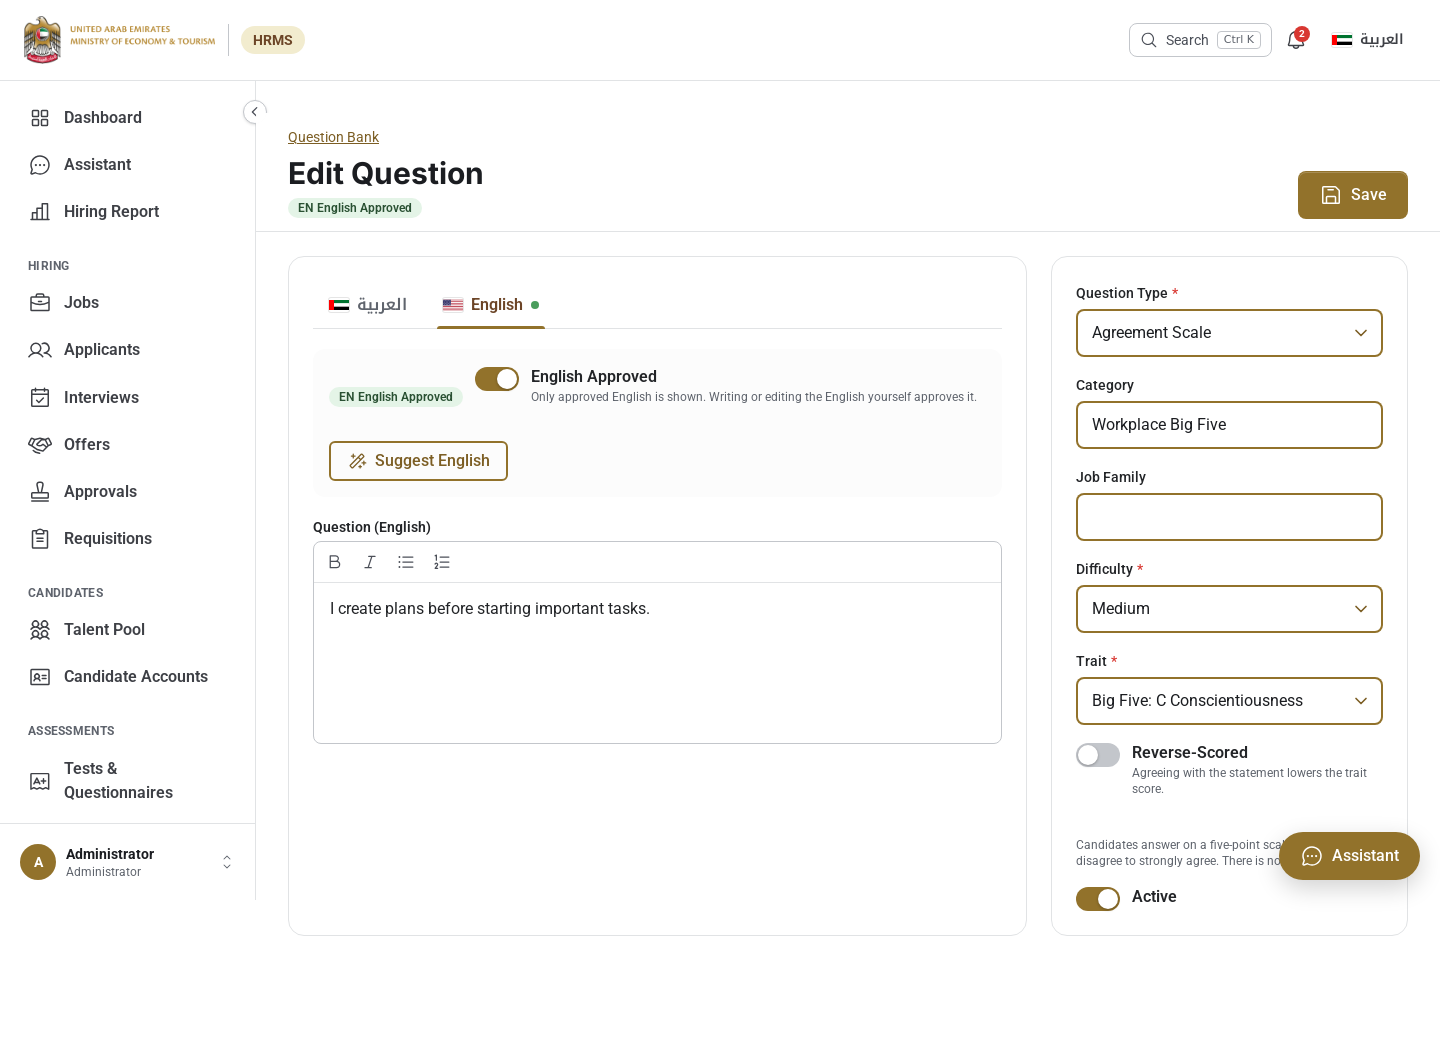 UNITED ARAB EMIRATES
MINISTRY OF ECONOMY & TOURISM
HRMS
Search Ctrl K
2
العربية
Dashboard
Assistant
Hiring Report
HIRING
Jobs
Applicants
Interviews
Offers
Approvals
Requisitions
CANDIDATES
Talent Pool
Candidate Accounts
ASSESSMENTS
Tests &
Questionnaires
A
Administrator
Administrator
Question Bank
Edit Question
EN English Approved
Save
العربية
English
EN English Approved
English Approved
Only approved English is shown. Writing or editing the English yourself approves it.
Suggest English
Question (English)
I create plans before starting important tasks.
Question Type *
Agreement Scale
Category
Workplace Big Five
Job Family
Difficulty *
Medium
Trait *
Big Five: C Conscientiousness
Reverse-Scored
Agreeing with the statement lowers the trait
score.
Candidates answer on a five-point
disagree to strongly agree. There is no
Assistant
Active